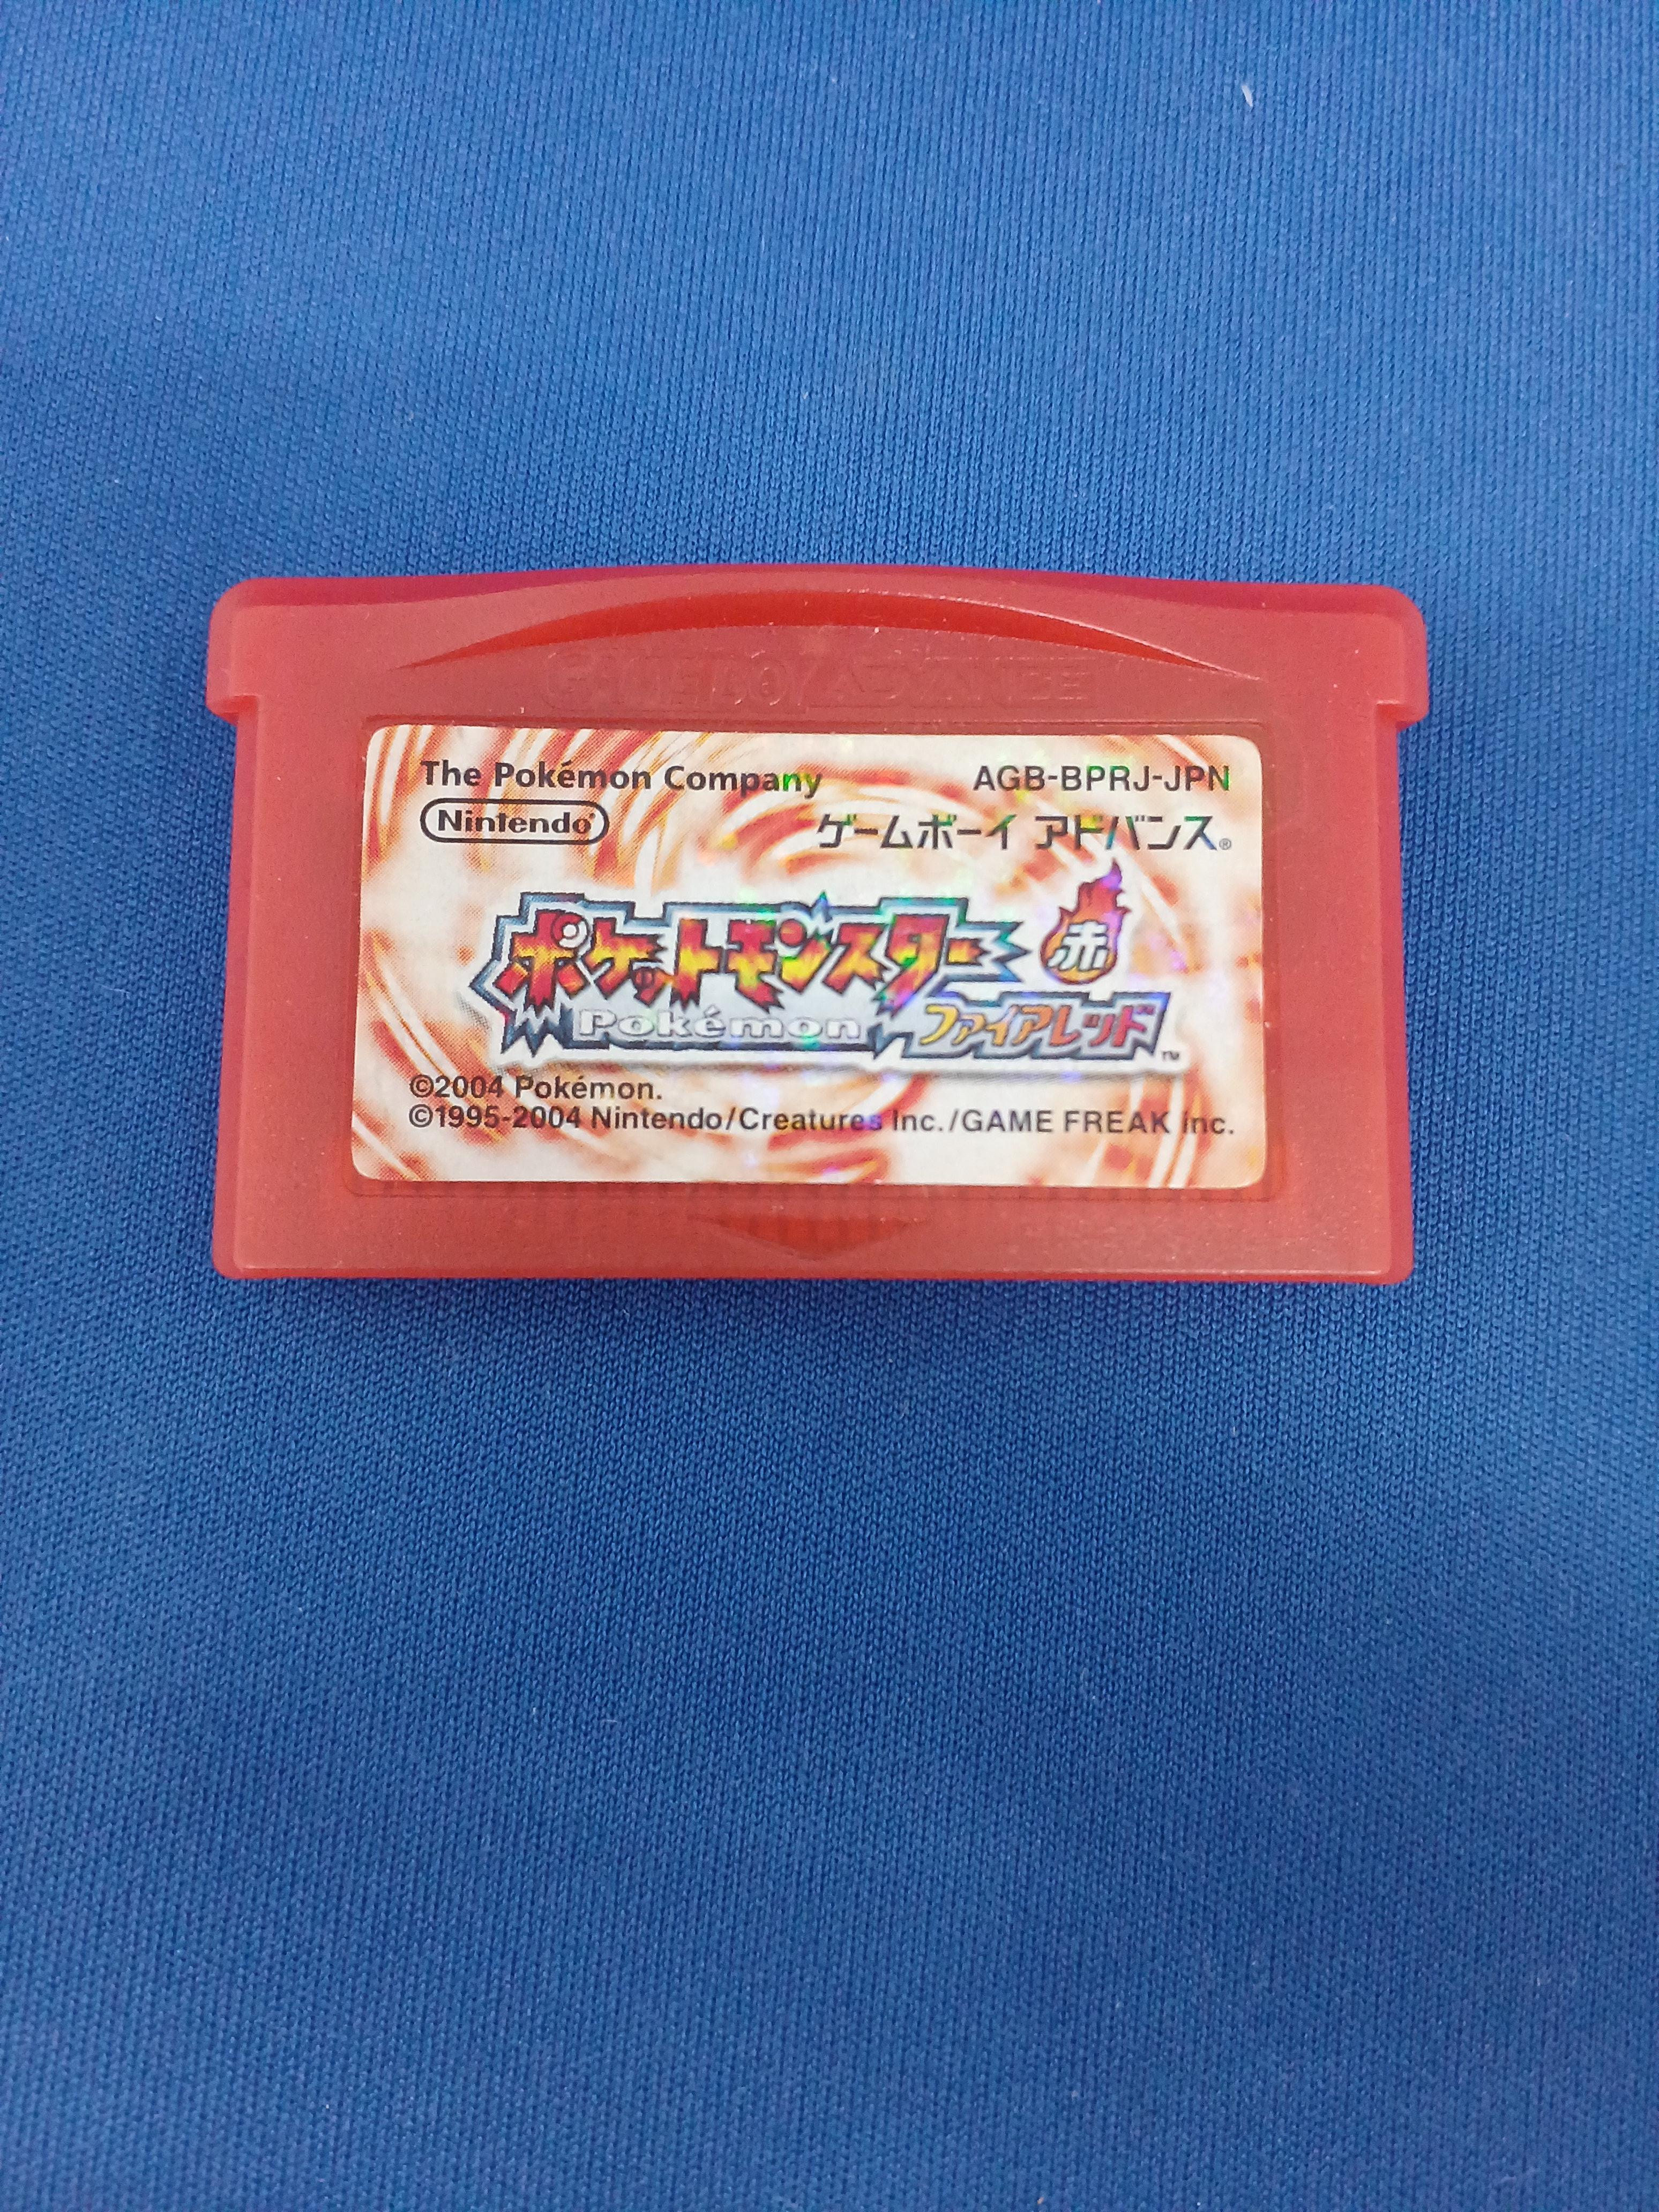 GAME BOY ADVANCE
The Pokémon Company AGB-BPRJ-JPN
Nintendo® ゲームボーイ アドバンス®
ポケットモンスター 赤
Pokémon ファイアレッド™
©2004 Pokémon.
©1995-2004 Nintendo/Creatures Inc./GAME FREAK inc.